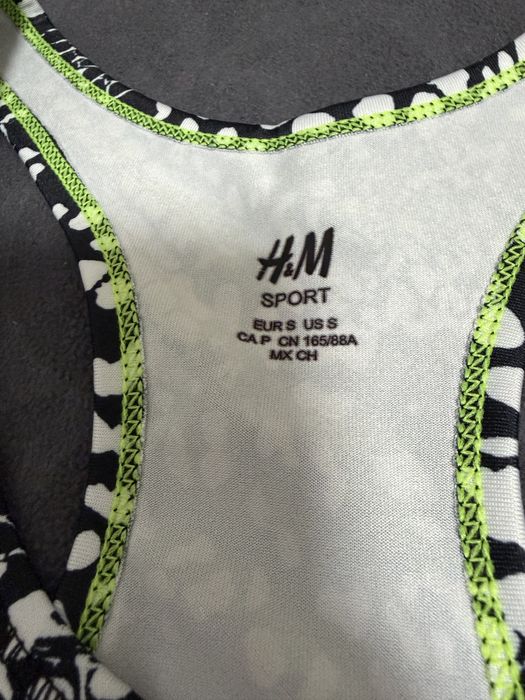 H&M
SPORT
EUR S US S
CA P CN 165/88A
MX CH